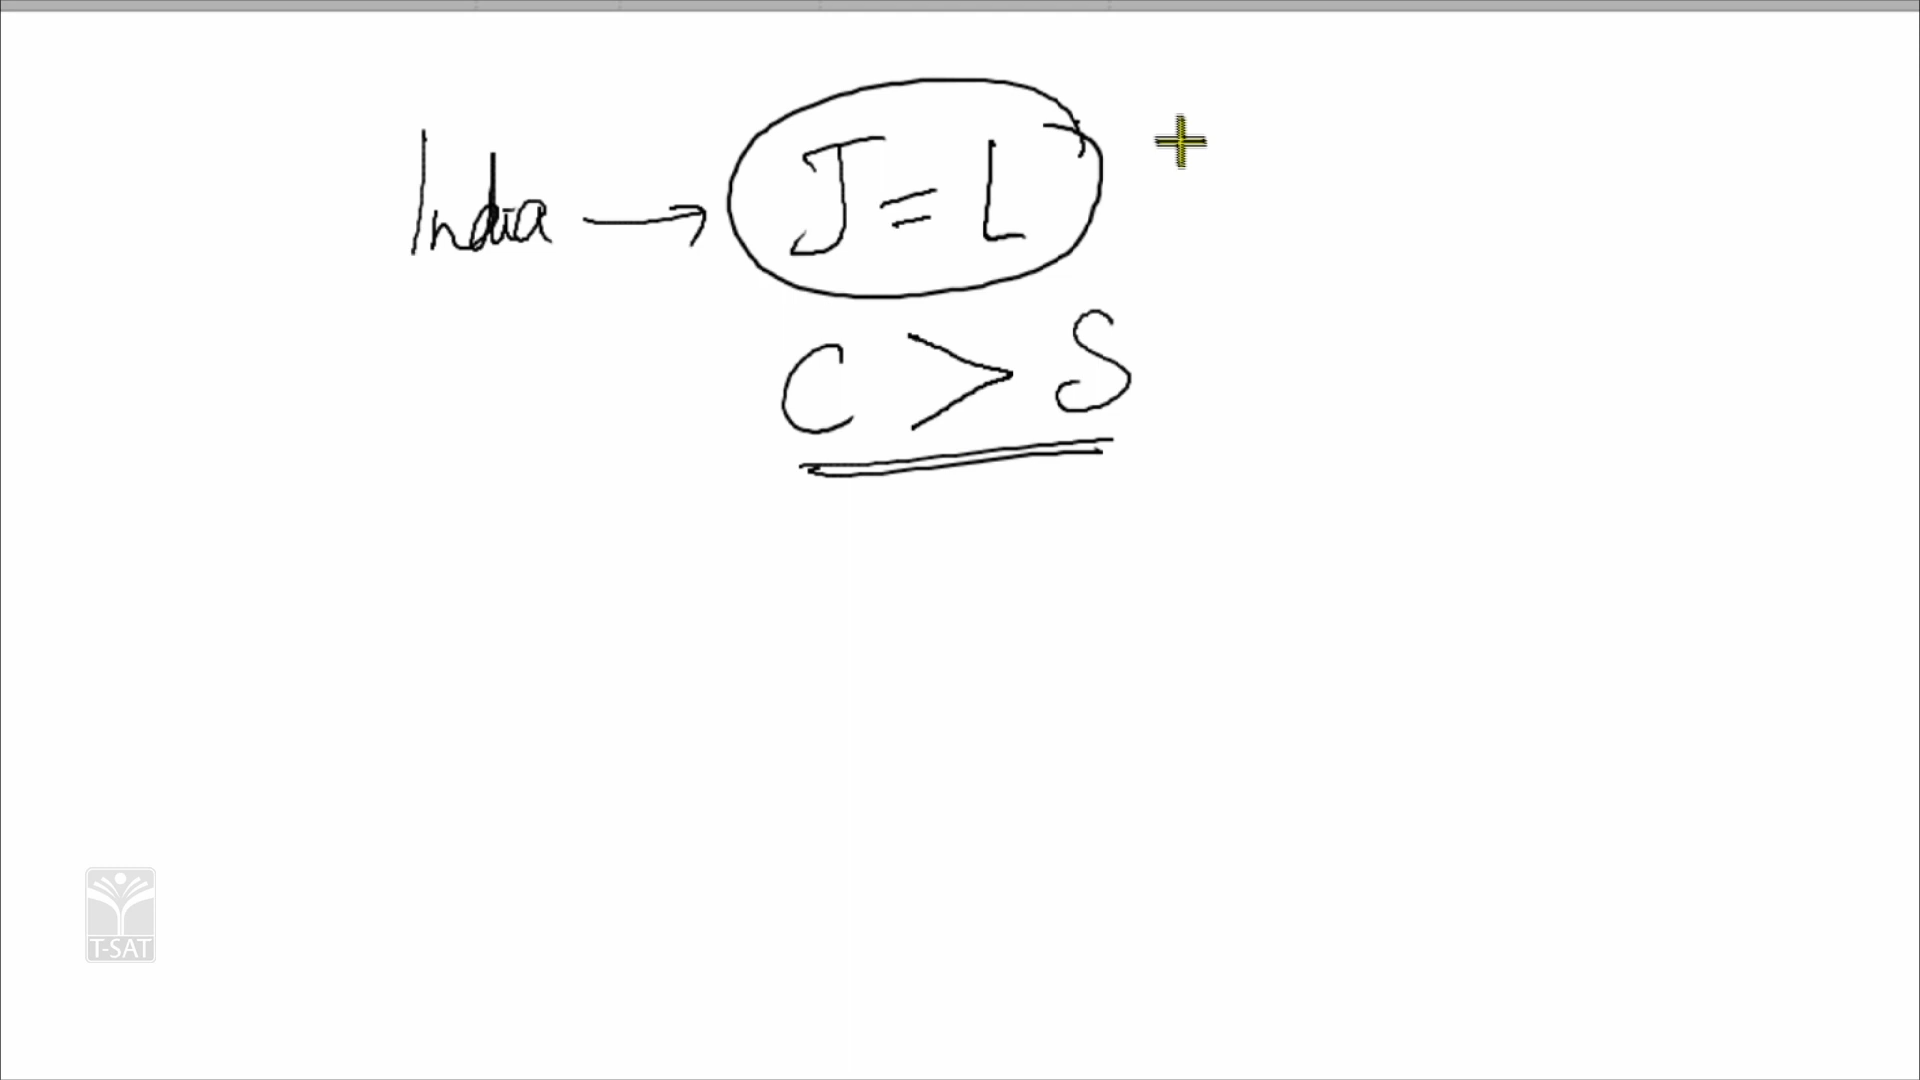 India → J = L
C > S
T-SAT